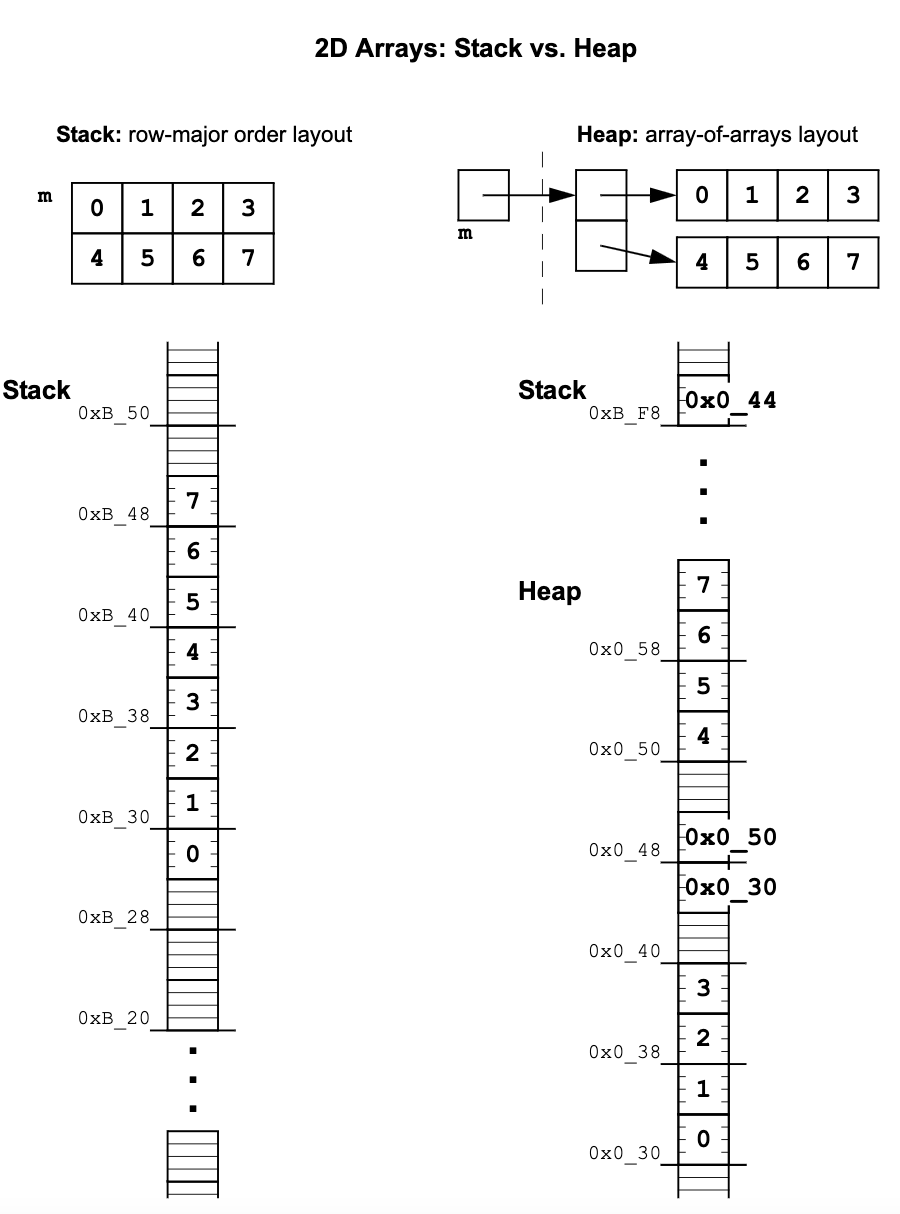 2D Arrays: Stack vs. Heap
Stack: row-major order layout
m
0 1 2 3
4 5 6 7
Heap: array-of-arrays layout
m
0 1 2 3
4 5 6 7
Stack
0xB_50
7
0xB_48
6
5
0xB_40
4
3
0xB_38
2
1
0xB_30
0
0xB_28
0xB_20
Stack
0x0_44
0xB_F8
Heap
7
6
0x0_58
5
4
0x0_50
0x0_50
0x0_48
0x0_30
0x0_40
3
2
0x0_38
1
0
0x0_30